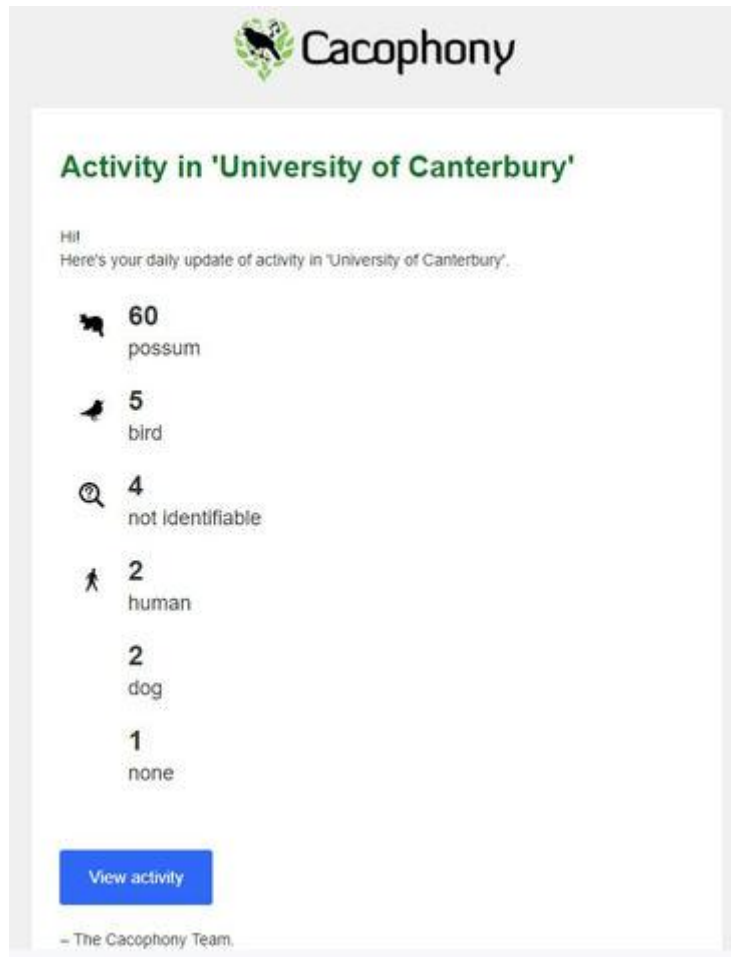 Cacophony
Activity in 'University of Canterbury'
Hi!
Here's your daily update of activity in 'University of Canterbury'.
60
possum
5
bird
4
not identifiable
2
human
2
dog
1
none
View activity
– The Cacophony Team.